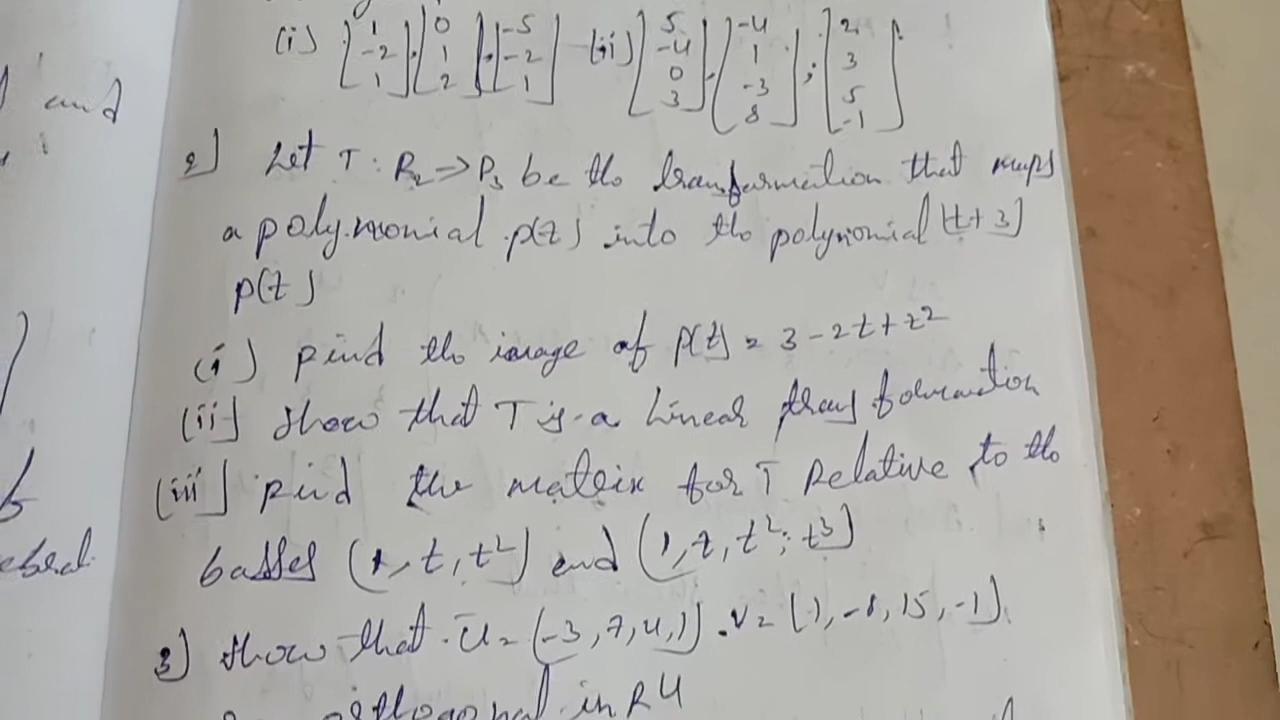 and
(i) [1 -2 1], [0 1 2], [-5 -2 1] (ii) [5 -4 0 3], [-4 1 -3 8]; [2 3 5 -1]
2) Let T : P2 → P3 be the transformation that maps
a polynomial p(t) into the polynomial (t+3)
p(t)
(i) Find the image of p(t) = 3-2t+t²
(ii) Show that T is a Linear transformation
(iii) Find the matrix for T Relative to the
bases (1, t, t²) and (1, t, t²; t³)
3) Show that u = (-3, 7, 4, 1). v = (1, -8, 15, -1).
orthogonal in R4